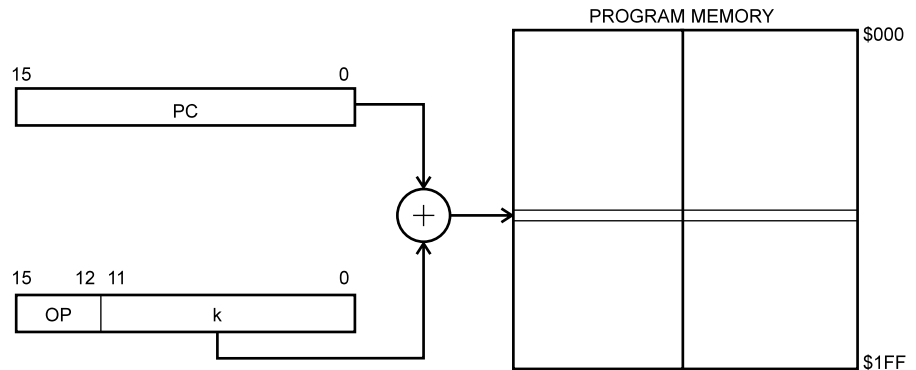 PROGRAM MEMORY
$000
15 0
PC
+
15 12 11 0
OP k
$1FF